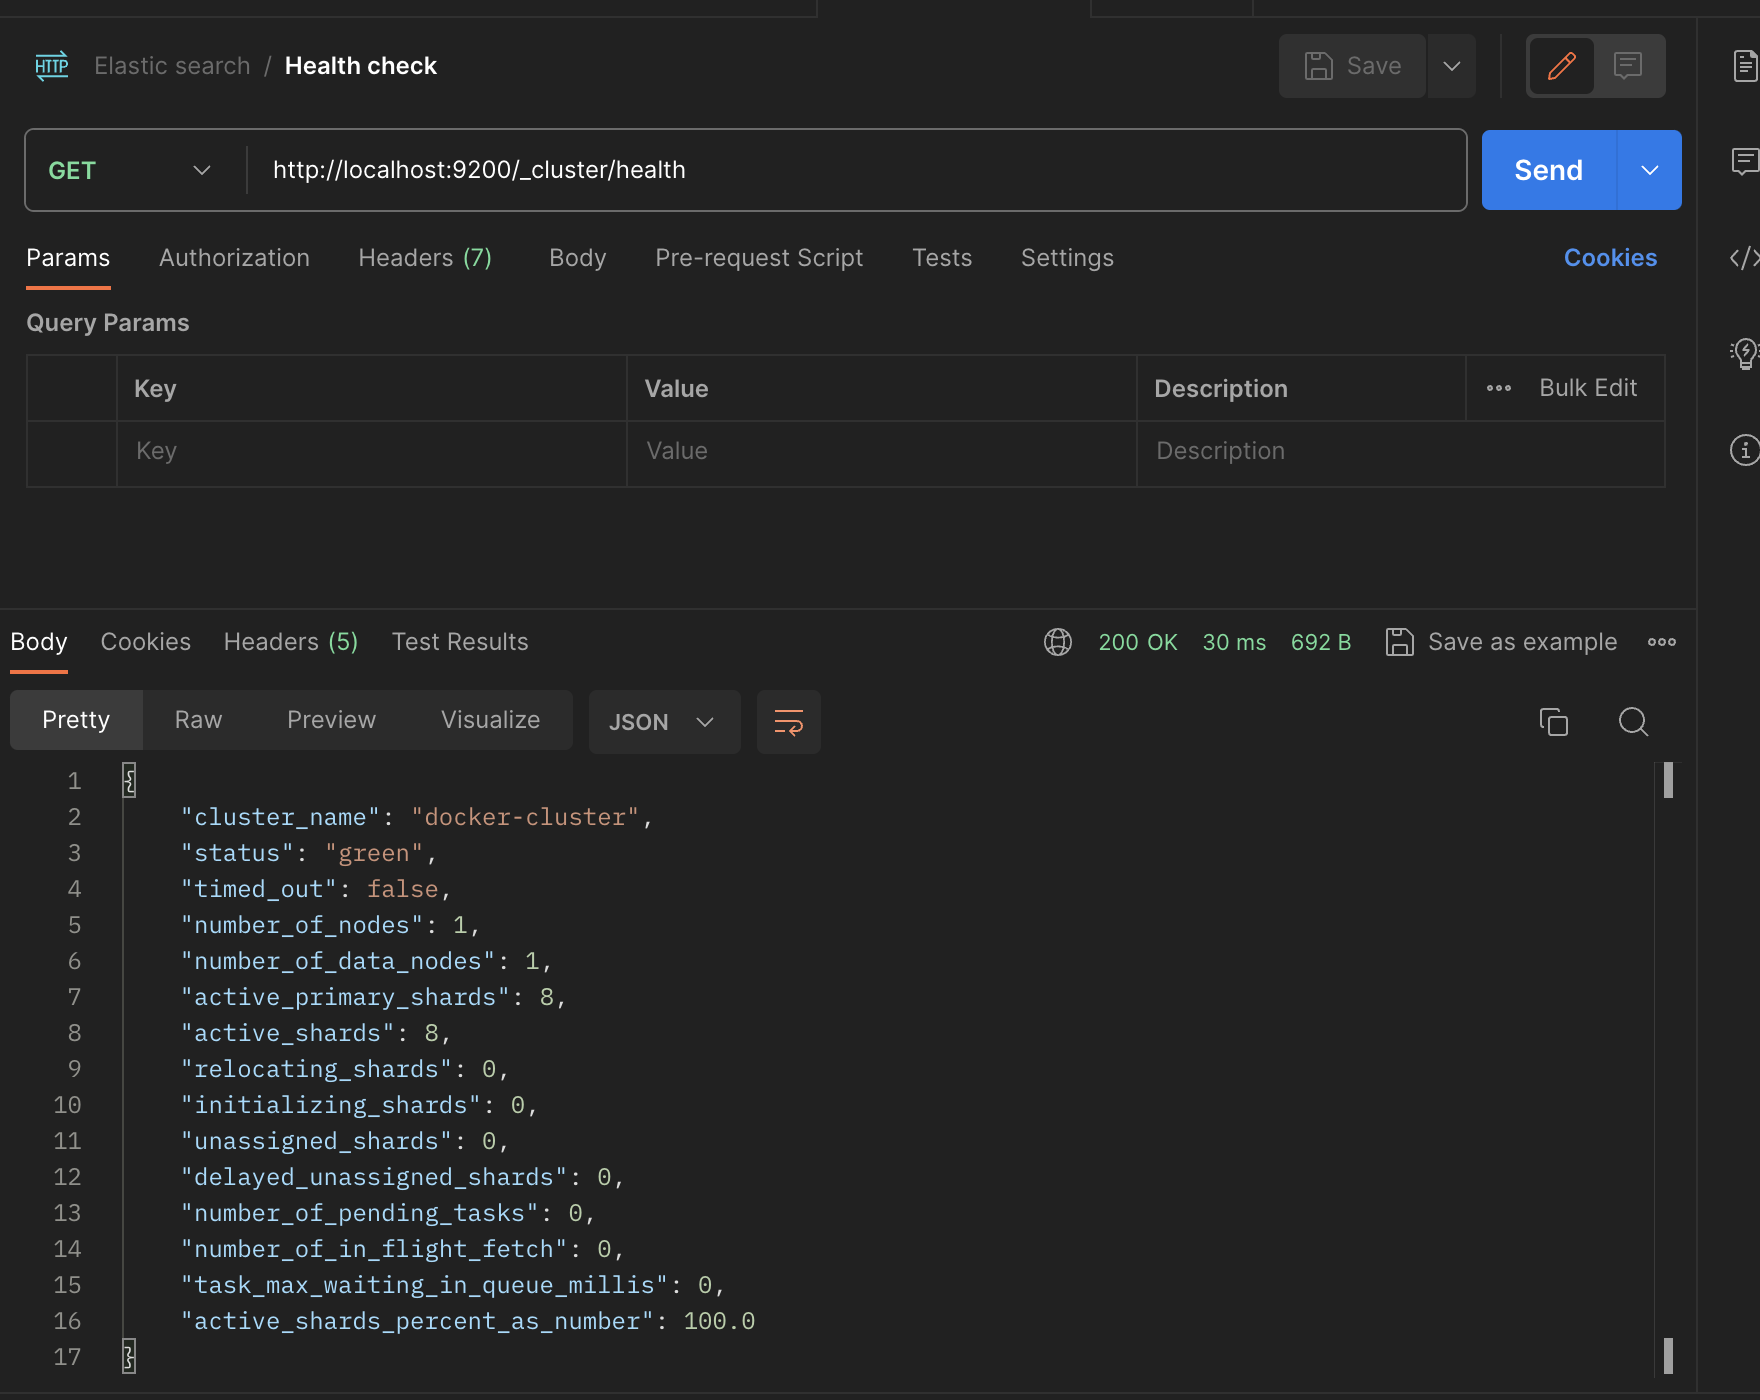 HTTP Elastic search / Health check Save
GET http://localhost:9200/_cluster/health Send
Params Authorization Headers (7) Body Pre-request Script Tests Settings Cookies
Query Params
Key Value Description Bulk Edit
Key Value Description
Body Cookies Headers (5) Test Results 200 OK 30 ms 692 B Save as example
Pretty Raw Preview Visualize JSON
1 {
2 "cluster_name": "docker-cluster",
3 "status": "green",
4 "timed_out": false,
5 "number_of_nodes": 1,
6 "number_of_data_nodes": 1,
7 "active_primary_shards": 8,
8 "active_shards": 8,
9 "relocating_shards": 0,
10 "initializing_shards": 0,
11 "unassigned_shards": 0,
12 "delayed_unassigned_shards": 0,
13 "number_of_pending_tasks": 0,
14 "number_of_in_flight_fetch": 0,
15 "task_max_waiting_in_queue_millis": 0,
16 "active_shards_percent_as_number": 100.0
17 }